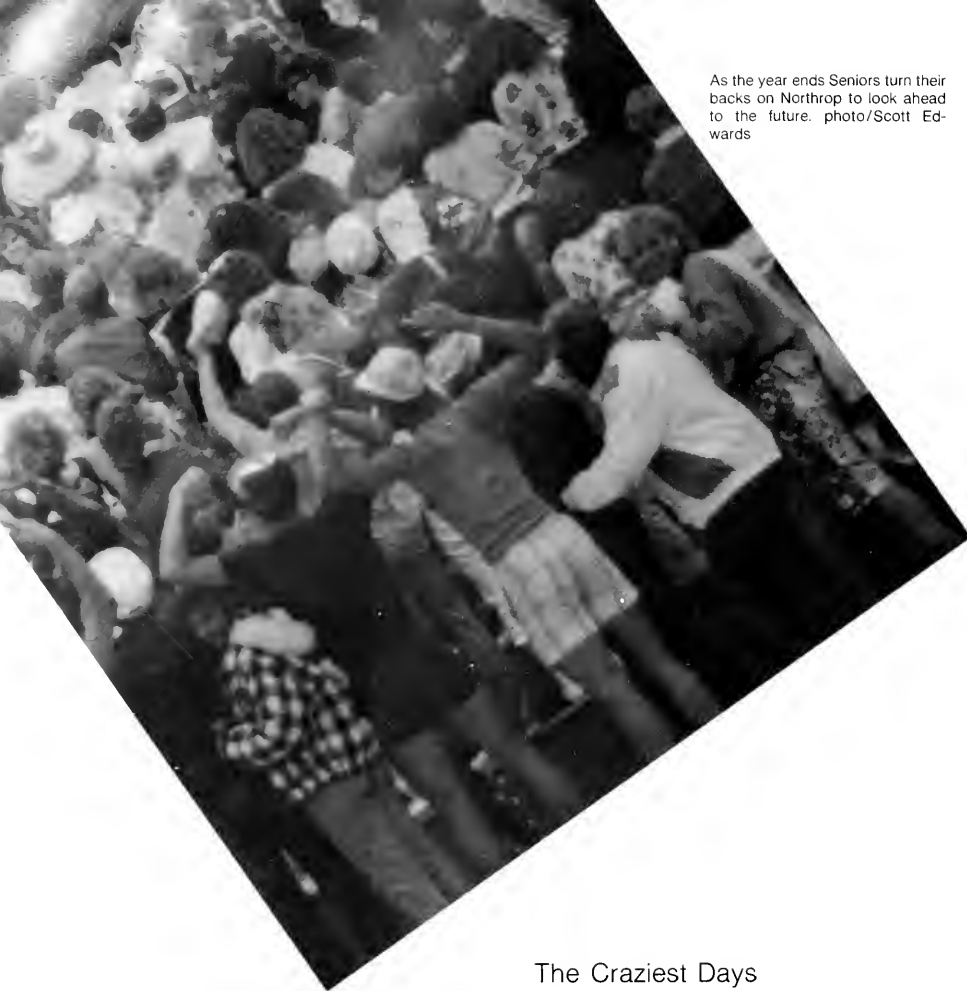 As the year ends Seniors turn their
backs on Northrop to look ahead
to the future. photo/Scott Ed-
wards
The Craziest Days